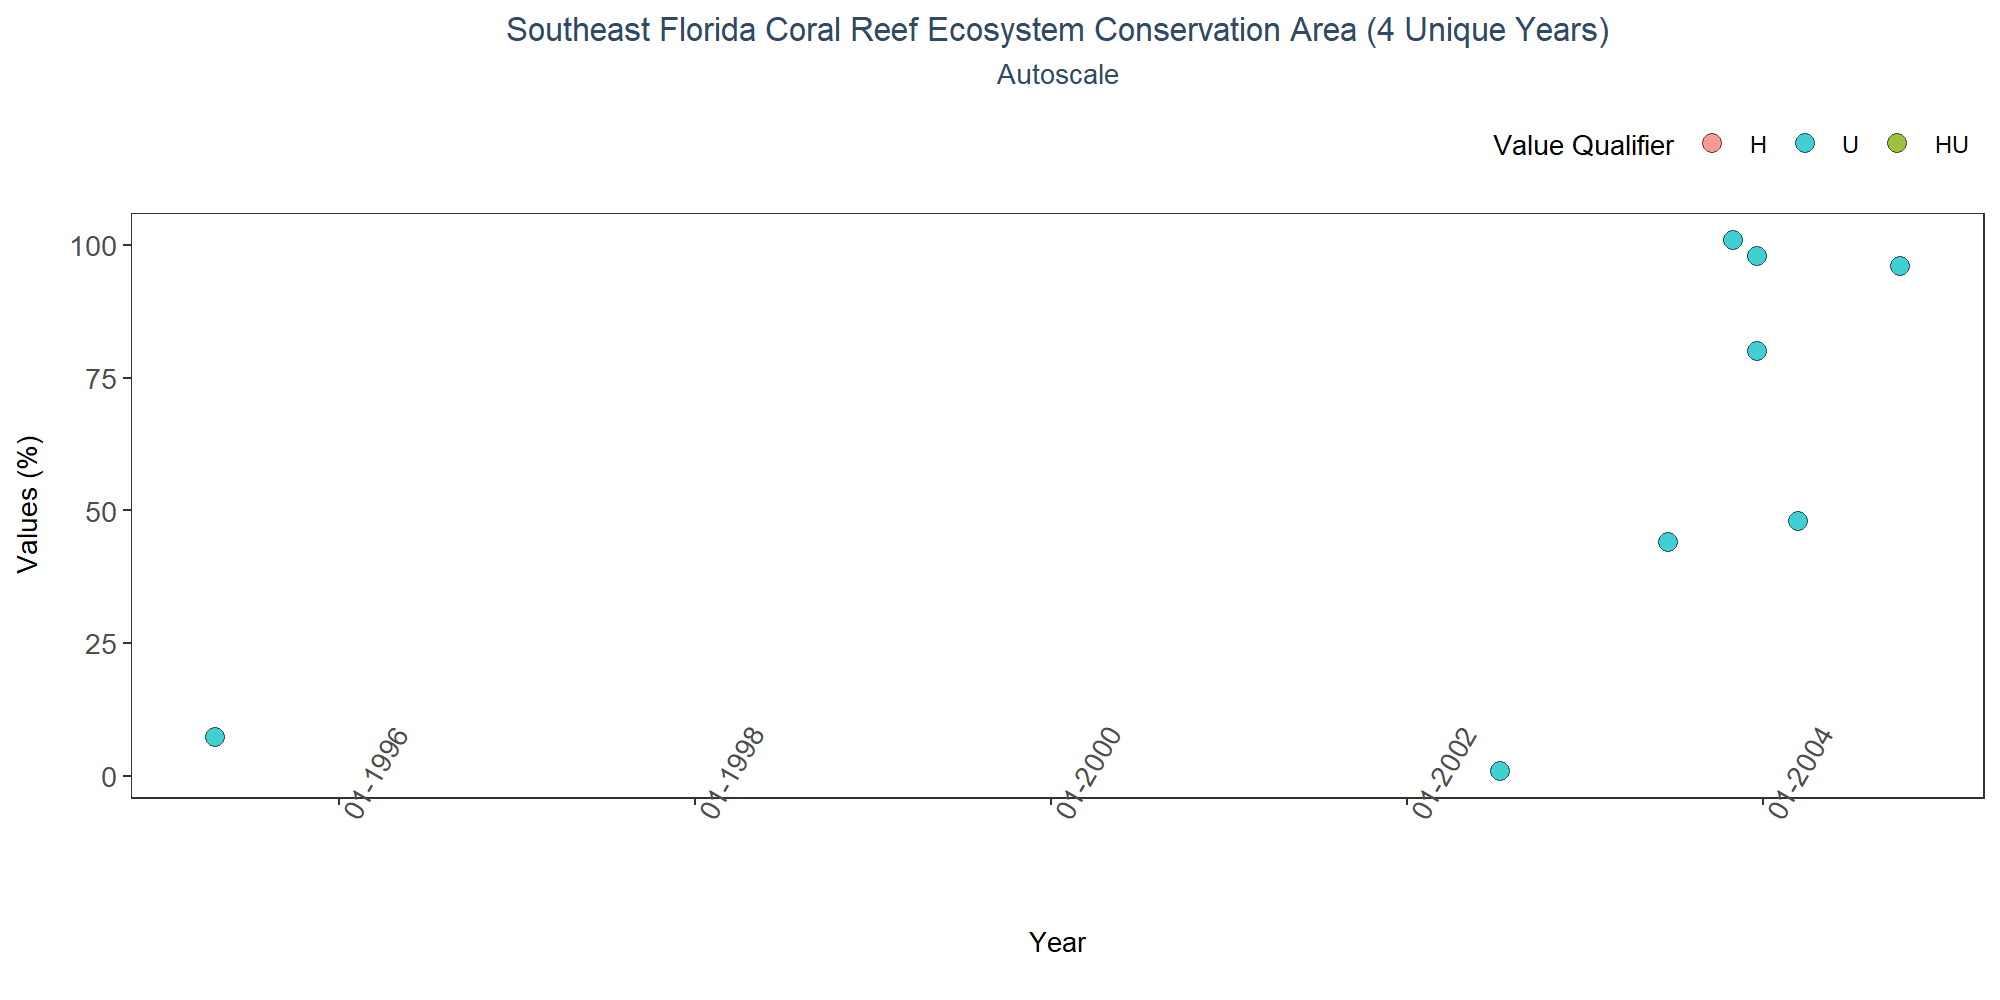 Southeast Florida Coral Reef Ecosystem Conservation Area (4 Unique Years)
Autoscale
Value Qualifier H U HU
Values (%)
100
75
50
25
0
01-1996 01-1998 01-2000 01-2002 01-2004
Year